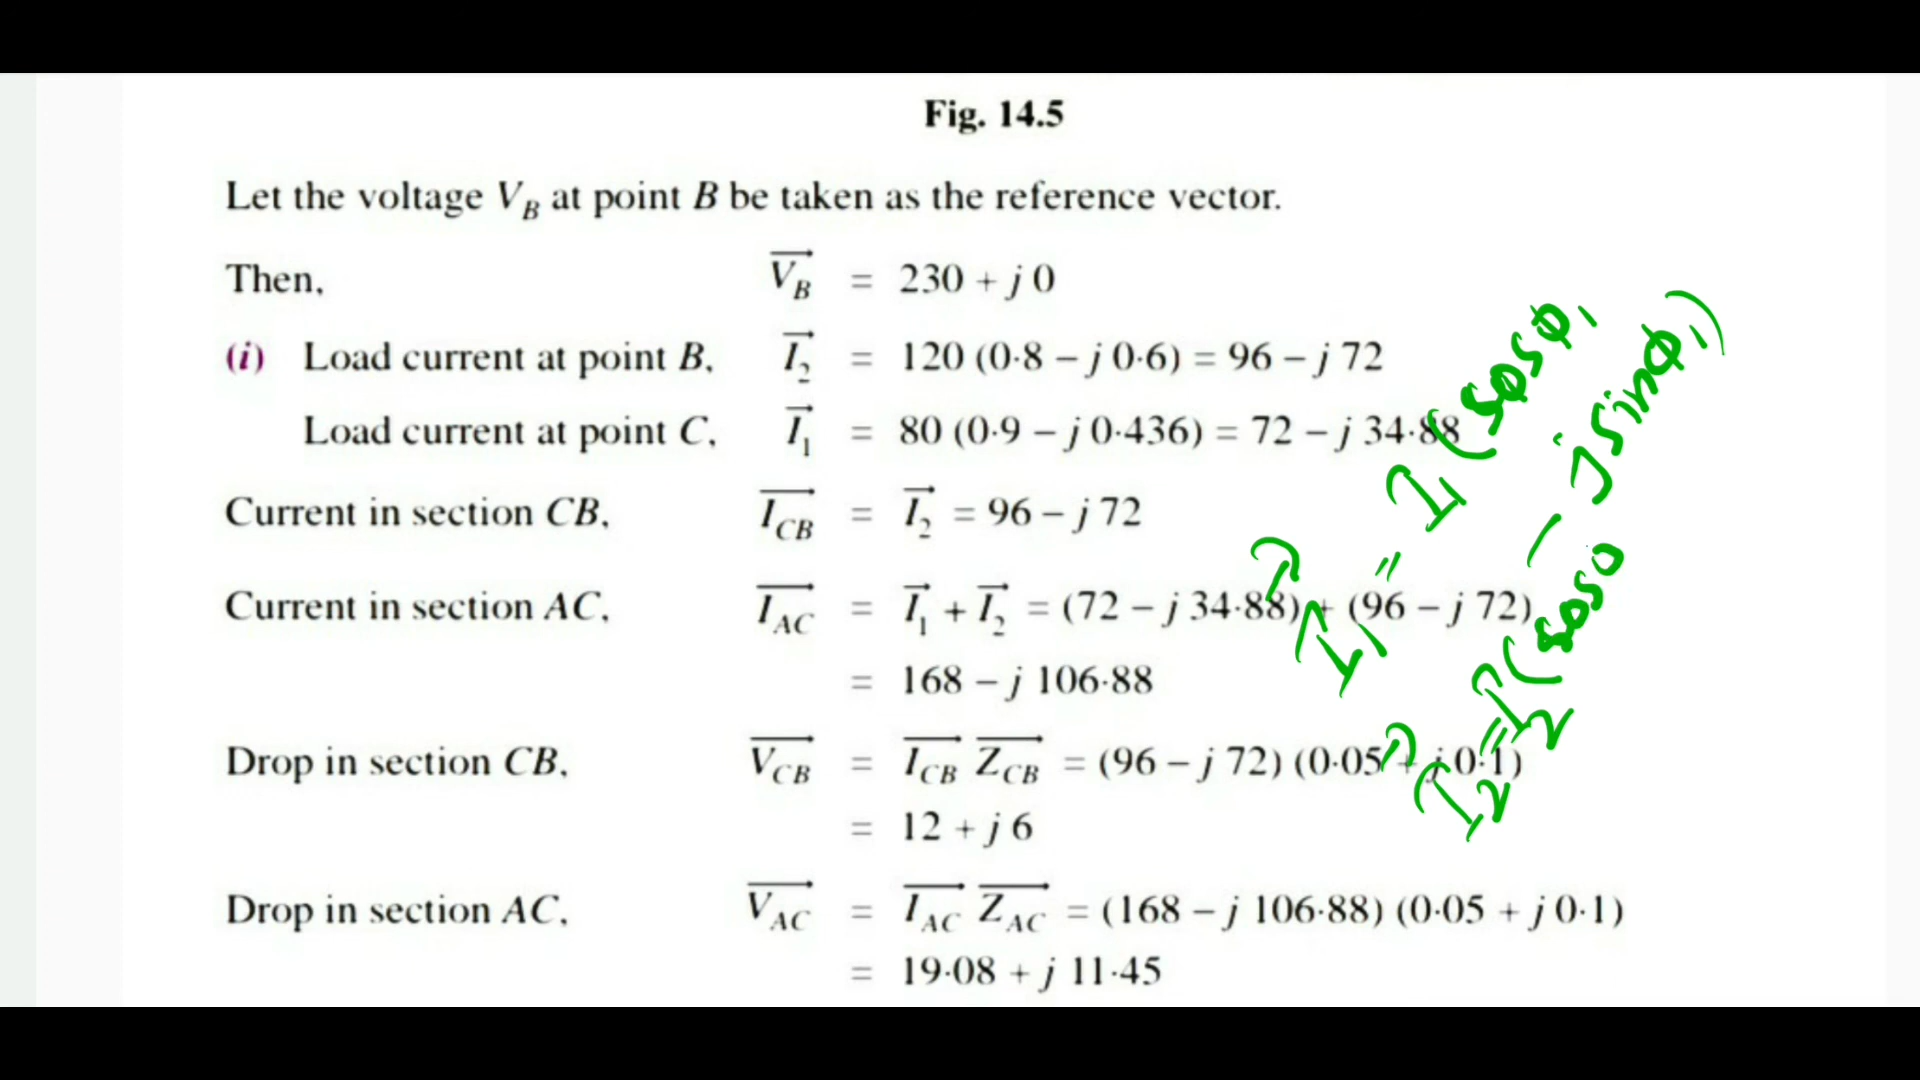 Fig. 14.5
Let the voltage V_B at point B be taken as the reference vector.
Then, V_B = 230 + j 0
(i) Load current at point B, I_2 = 120 (0·8 – j 0·6) = 96 – j 72
Load current at point C, I_1 = 80 (0·9 – j 0·436) = 72 – j 34·88
Current in section CB, I_CB = I_2 = 96 – j 72
Current in section AC, I_AC = I_1 + I_2 = (72 – j 34·88) + (96 – j 72)
= 168 – j 106·88
Drop in section CB, V_CB = I_CB Z_CB = (96 – j 72) (0·05 + j 0·1)
= 12 + j 6
Drop in section AC, V_AC = I_AC Z_AC = (168 – j 106·88) (0·05 + j 0·1)
= 19·08 + j 11·45
I_1 = I_1 (cosφ_1 – j sinφ_1)
I_2 = I_2 (cos